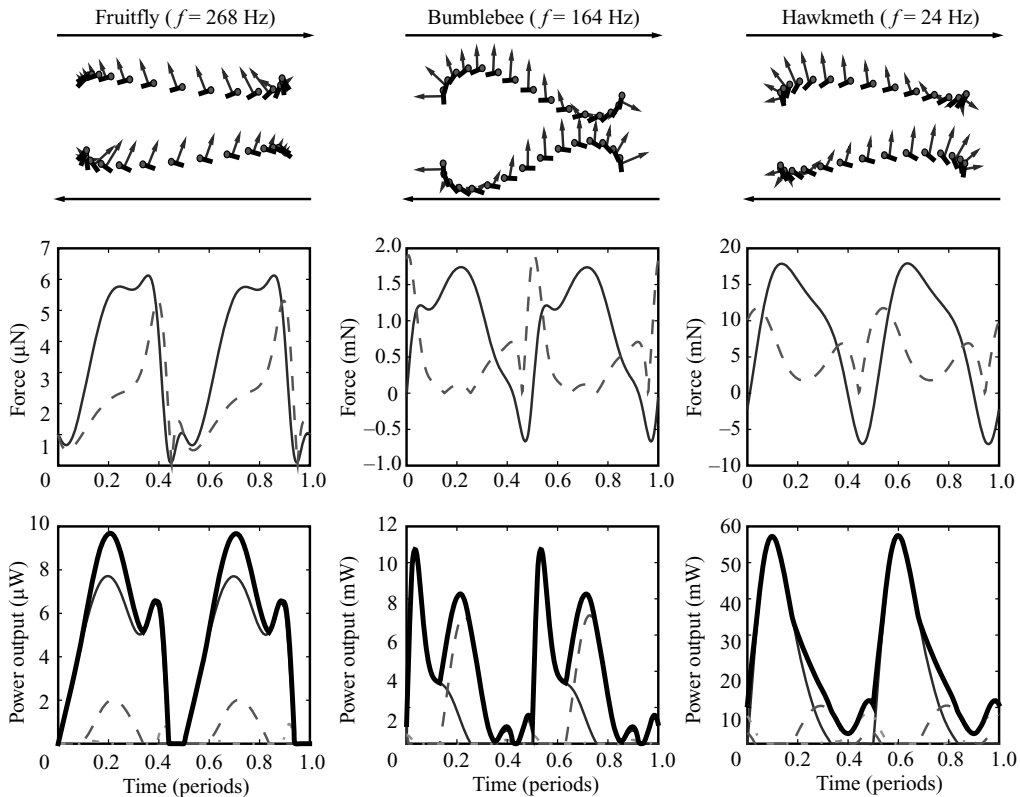 Fruitfly ( f = 268 Hz)
Bumblebee ( f = 164 Hz)
Hawkmeth ( f = 24 Hz)
Force (µN)
7
6
5
4
3
2
1
0 0.2 0.4 0.6 0.8 1.0
Force (mN)
2.0
1.5
1.0
0.5
0
–0.5
–1.0
0 0.2 0.4 0.6 0.8 1.0
Force (mN)
20
15
10
5
0
–5
–10
0 0.2 0.4 0.6 0.8 1.0
Power output (µW)
10
8
6
4
2
0 0.2 0.4 0.6 0.8 1.0
Time (periods)
Power output (mW)
12
10
8
6
4
2
0 0.2 0.4 0.6 0.8 1.0
Time (periods)
Power output (mW)
60
50
40
30
20
10
0 0.2 0.4 0.6 0.8 1.0
Time (periods)